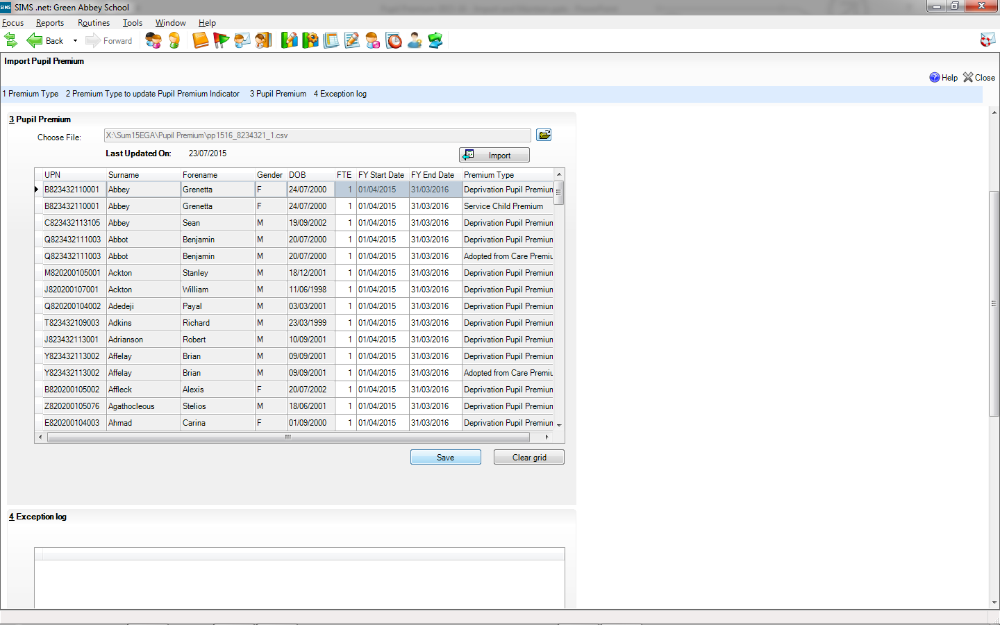 SIMS SIMS .net: Green Abbey School
Focus Reports Routines Tools Window Help
Back Forward
Import Pupil Premium
Help Close
1 Premium Type 2 Premium Type to update Pupil Premium Indicator 3 Pupil Premium 4 Exception log
3 Pupil Premium
Choose File: X:\Sum15EGA\Pupil Premium\pp1516_8234321_1.csv
Last Updated On: 23/07/2015 Import
UPN Surname Forename Gender DOB FTE FY Start Date FY End Date Premium Type
B823432110001 Abbey Grenetta F 24/07/2000 1 01/04/2015 31/03/2016 Deprivation Pupil Premium
B823432110001 Abbey Grenetta F 24/07/2000 1 01/04/2015 31/03/2016 Service Child Premium
C823432113105 Abbey Sean M 19/09/2002 1 01/04/2015 31/03/2016 Deprivation Pupil Premium
Q823432111003 Abbot Benjamin M 20/07/2000 1 01/04/2015 31/03/2016 Deprivation Pupil Premium
Q823432111003 Abbot Benjamin M 20/07/2000 1 01/04/2015 31/03/2016 Adopted from Care Premiu
M820200105001 Ackton Stanley M 18/12/2001 1 01/04/2015 31/03/2016 Deprivation Pupil Premium
J820200107001 Ackton William M 11/06/1998 1 01/04/2015 31/03/2016 Deprivation Pupil Premium
Q820200104002 Adedeji Payal M 03/03/2001 1 01/04/2015 31/03/2016 Deprivation Pupil Premium
T823432109003 Adkins Richard M 23/03/1999 1 01/04/2015 31/03/2016 Deprivation Pupil Premium
J823432113001 Adrianson Robert M 10/09/2001 1 01/04/2015 31/03/2016 Deprivation Pupil Premium
Y823432113002 Affelay Brian M 09/09/2001 1 01/04/2015 31/03/2016 Deprivation Pupil Premium
Y823432113002 Affelay Brian M 09/09/2001 1 01/04/2015 31/03/2016 Adopted from Care Premiu
B820200105002 Affleck Alexis F 20/07/2002 1 01/04/2015 31/03/2016 Deprivation Pupil Premium
Z820200105076 Agathocleous Stelios M 18/06/2001 1 01/04/2015 31/03/2016 Deprivation Pupil Premium
E820200104003 Ahmad Carina F 01/09/2000 1 01/04/2015 31/03/2016 Deprivation Pupil Premium
Save Clear grid
4 Exception log